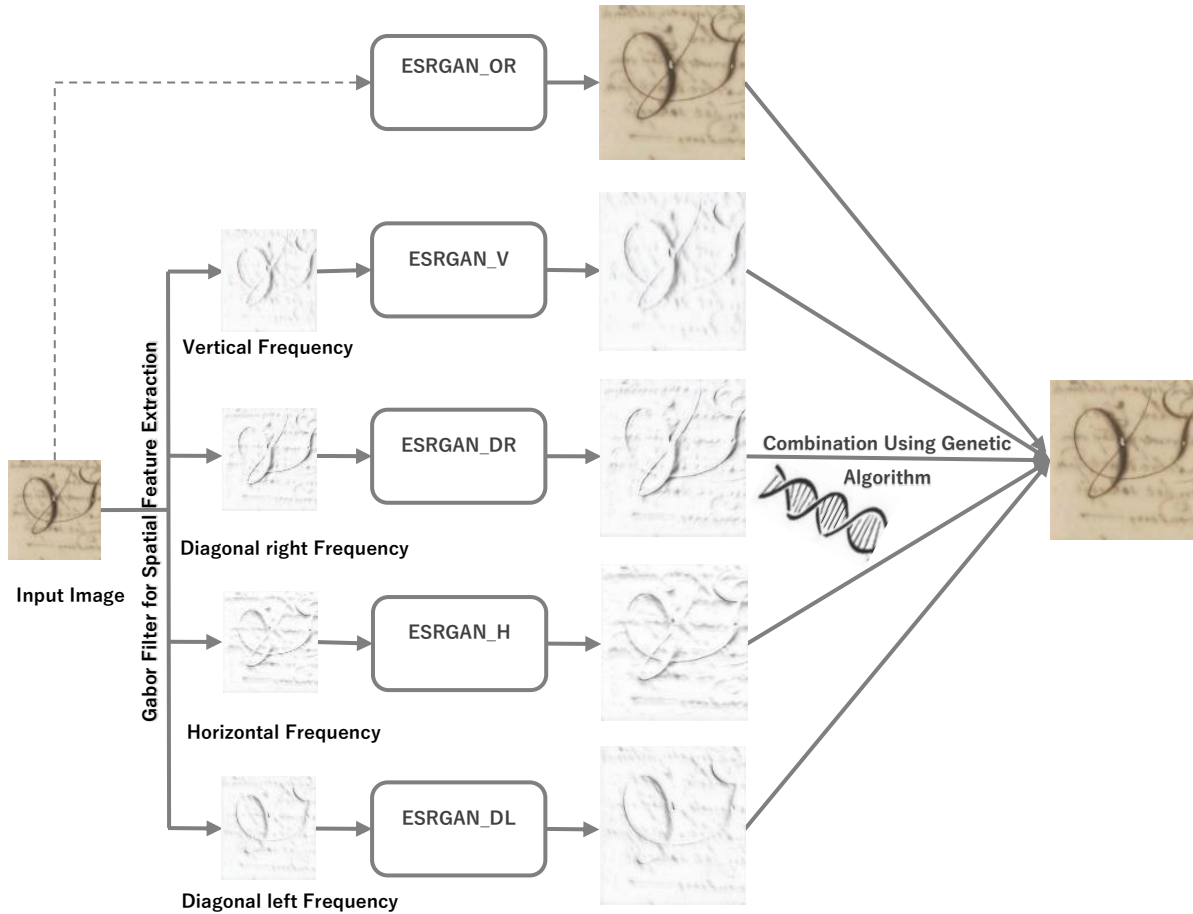 ESRGAN_OR
ESRGAN_V
Vertical Frequency
Gabor Filter for Spatial Feature Extraction
ESRGAN_DR
Combination Using Genetic
Algorithm
Diagonal right Frequency
Input Image
ESRGAN_H
Horizontal Frequency
ESRGAN_DL
Diagonal left Frequency